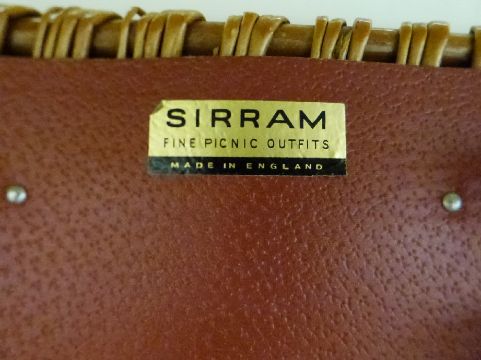 SIRRAM
FINE PICNIC OUTFITS
MADE IN ENGLAND